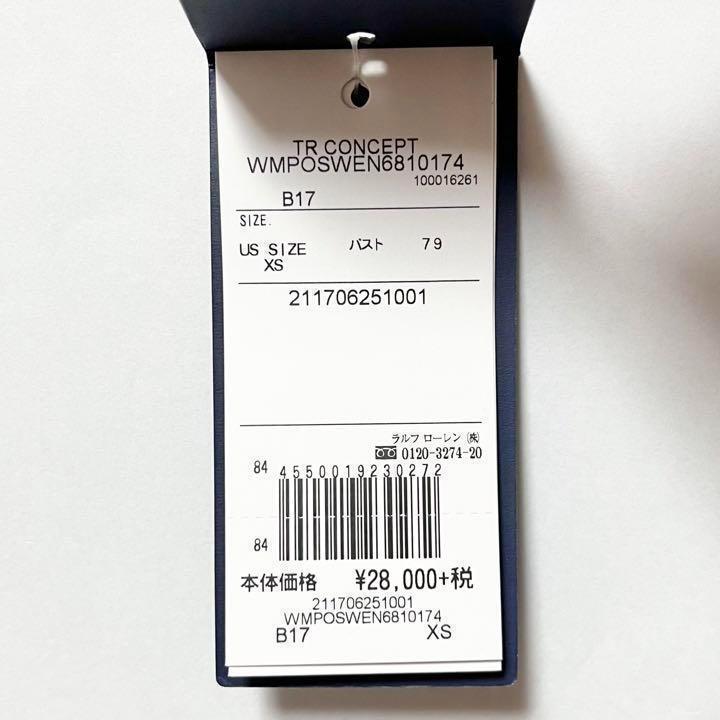 TR CONCEPT
WMPOSWEN6810174
100016261
B17
SIZE.
US SIZE バスト 79
XS
211706251001
ラルフ ローレン (株)
0120-3274-20
84 4550019230272
84
本体価格 ¥28,000+税
211706251001
WMPOSWEN6810174
B17 XS